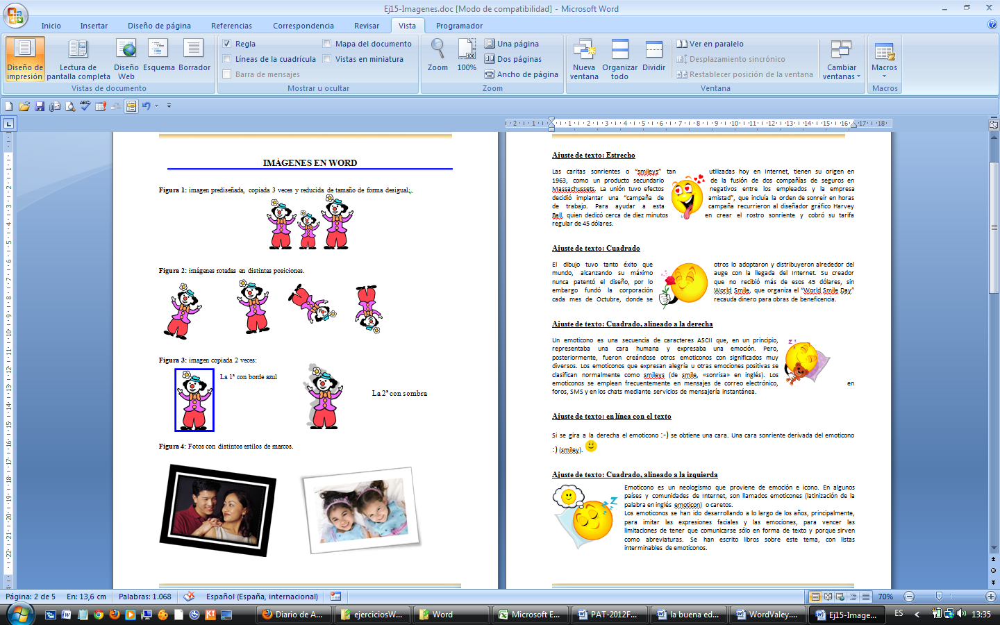 Ej15-Imagenes.doc [Modo de compatibilidad] - Microsoft Word
Inicio Insertar Diseño de página Referencias Correspondencia Revisar Vista Programador
Diseño de impresión
Lectura de pantalla completa
Diseño Web
Esquema
Borrador
Vistas de documento
Regla
Líneas de la cuadrícula
Barra de mensajes
Mapa del documento
Vistas en miniatura
Mostrar u ocultar
Zoom
100%
Una página
Dos páginas
Ancho de página
Zoom
Nueva ventana
Organizar todo
Dividir
Ver en paralelo
Desplazamiento sincrónico
Restablecer posición de la ventana
Cambiar ventanas
Ventana
Macros
Macros
IMÁGENES EN WORD
Figura 1: imagen prediseñada, copiada 3 veces y reducida de tamaño de forma desigual:.
Figura 2: imágenes rotadas en distintas posiciones.
Figura 3: imagen copiada 2 veces:
La 1ª con borde azul
La 2ª con sombra
Figura 4: Fotos con distintos estilos de marcos.
Ajuste de texto: Estrecho
Las caritas sonrientes o "smileys" tan utilizadas hoy en Internet, tienen su origen en
1963, como un producto secundario de la fusión de dos compañías de seguros en
Massachussets. La unión tuvo efectos negativos entre los empleados y la empresa
decidió implantar una "campaña de amistad", que incluía la orden de sonreír en horas
de trabajo. Para ayudar a esta campaña recurrieron al diseñador gráfico Harvey
Ball, quien dedicó cerca de diez minutos en crear el rostro sonriente y cobró su tarifa
regular de 45 dólares.
Ajuste de texto: Cuadrado
El dibujo tuvo tanto éxito que otros lo adoptaron y distribuyeron alrededor del
mundo, alcanzando su máximo auge con la llegada del Internet. Su creador
nunca patentó el diseño, por lo que no recibió más de esos 45 dólares, sin
embargo fundó la corporación World Smile, que organiza el "World Smile Day"
cada mes de Octubre, donde se recauda dinero para obras de beneficencia.
Ajuste de texto: Cuadrado, alineado a la derecha
Un emoticono es una secuencia de caracteres ASCII que, en un principio,
representaba una cara humana y expresaba una emoción. Pero,
posteriormente, fueron creándose otros emoticonos con significados muy
diversos. Los emoticonos que expresan alegría u otras emociones positivas se
clasifican normalmente como smileys (de smile, «sonrisa» en inglés). Los
emoticonos se emplean frecuentemente en mensajes de correo electrónico, en
foros, SMS y en los chats mediante servicios de mensajería instantánea.
Ajuste de texto: en línea con el texto
Si se gira a la derecha el emoticono :-) se obtiene una cara. Una cara sonriente derivada del emoticono
:) (smiley).
Ajuste de texto: Cuadrado, alineado a la izquierda
Emoticono es un neologismo que proviene de emoción e icono. En algunos
países y comunidades de Internet, son llamados emoticones (latinización de la
palabra en inglés emoticon) o caretos.
Los emoticonos se han ido desarrollando a lo largo de los años, principalmente,
para imitar las expresiones faciales y las emociones, para vencer las
limitaciones de tener que comunicarse sólo en forma de texto y porque sirven
como abreviaturas. Se han escrito libros sobre este tema, con listas
interminables de emoticonos.
Página: 2 de 5 En: 13,6 cm Palabras: 1.068 Español (España, internacional) 70%
Diario de A... ejerciciosW... Word Microsoft E... PAT-2012F... la buena ed... WordValey.... Ej15-Image... ES 13:35